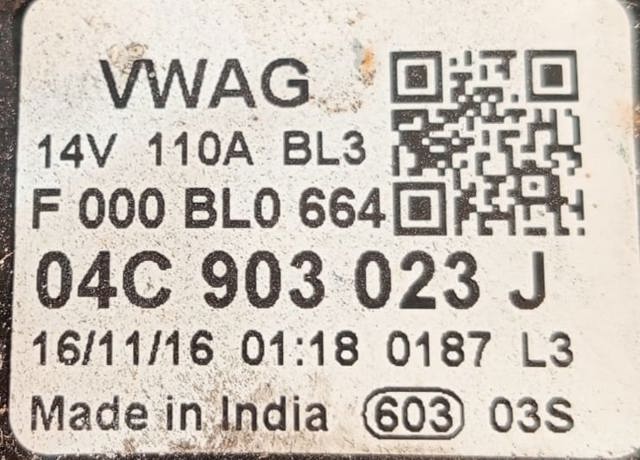 VWAG
14V 110A BL3
F 000 BL0 664
04C 903 023 J
16/11/16 01:18 0187 L3
Made in India 603 03S